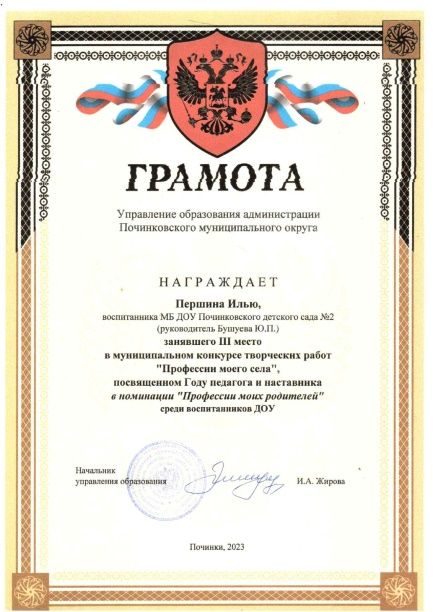 ГРАМОТА
Управление образования администрации
Починковского муниципального округа
НАГРАЖДАЕТ
Першина Илью,
воспитанника МБ ДОУ Починковского детского сада №2
(руководитель Бушуева Ю.П.)
занявшего III место
в муниципальном конкурсе творческих работ
"Профессии моего села",
посвященном Году педагога и наставника
в номинации "Профессии моих родителей"
среди воспитанников ДОУ
Начальник
управления образования И.А. Жирова
Починки, 2023